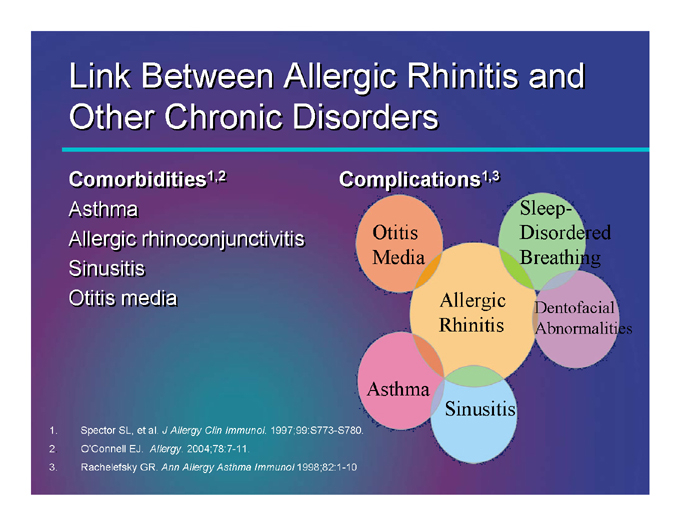 Link Between Allergic Rhinitis and
Other Chronic Disorders
Comorbidities1,2
Asthma
Allergic rhinoconjunctivitis
Sinusitis
Otitis media
Complications1,3
Otitis
Media
Sleep-
Disordered
Breathing
Allergic
Rhinitis
Dentofacial
Abnormalities
Asthma
Sinusitis
1. Spector SL, et al. J Allergy Clin Immunol. 1997;99:S773-S780.
2. O'Connell EJ. Allergy. 2004;78:7-11.
3. Rachelefsky GR. Ann Allergy Asthma Immunol 1998;82:1-10